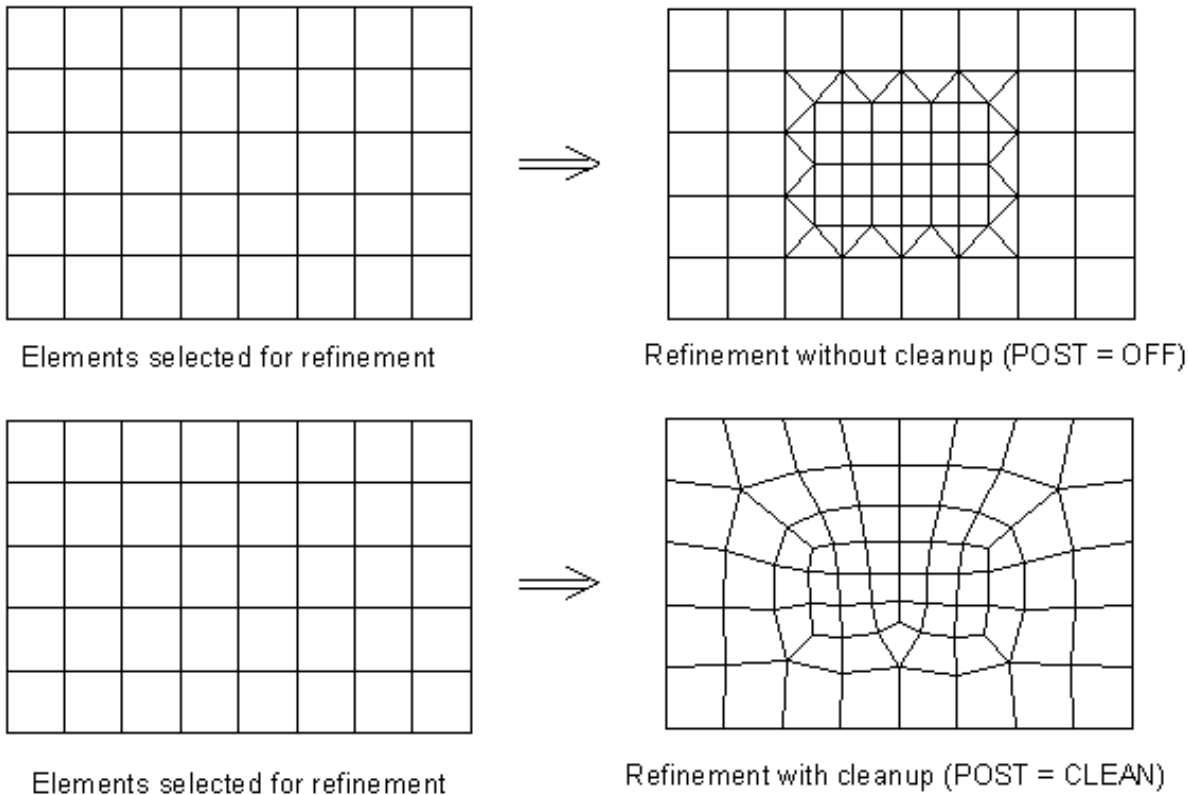 Elements selected for refinement
Refinement without cleanup (POST = OFF)
Elements selected for refinement
Refinement with cleanup (POST = CLEAN)